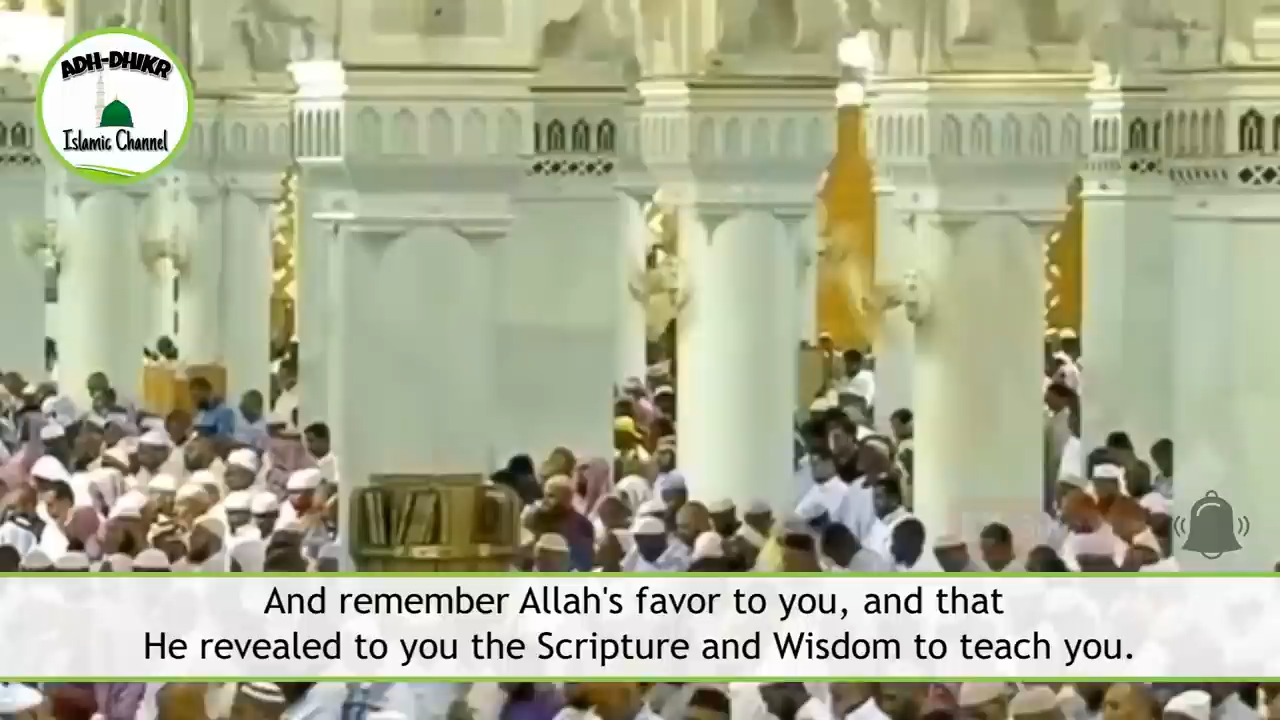 ADH-DHIKR
Islamic Channel
And remember Allah's favor to you, and that
He revealed to you the Scripture and Wisdom to teach you.